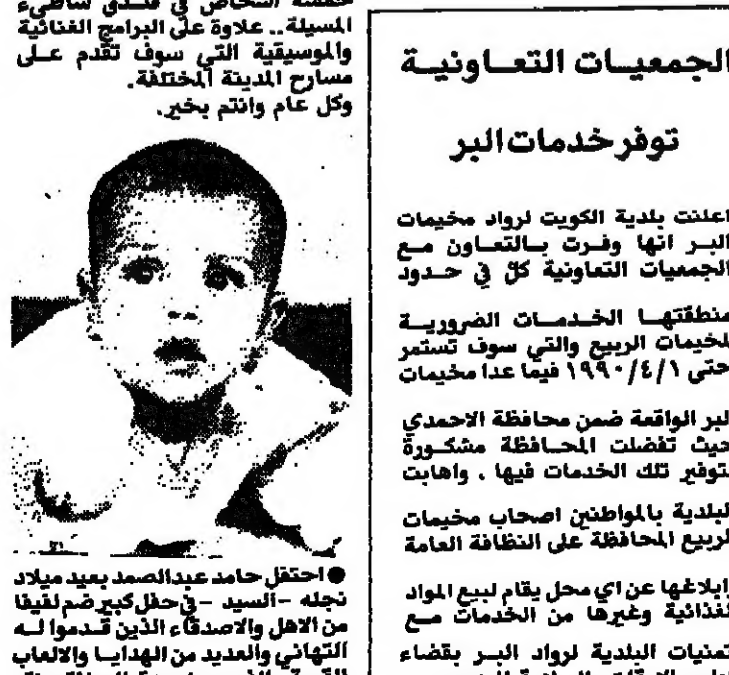 الجمعيات التعاونية
توفر خدمات البر
اعلنت بلدية الكويت لرواد مخيمات
البر انها وفرت بالتعاون مع
الجمعيات التعاونية كل في حدود
منطقتها الخدمات الضرورية
لمخيمات الربيع والتي سوف تستمر
حتى ١٩٩٠/٤/١ فيما عدا مخيمات
البر الواقعة ضمن محافظة الاحمدي
حيث تفضلت المحافظة مشكورة
بتوفير تلك الخدمات فيها . واهابت
البلدية بالمواطنين اصحاب مخيمات
الربيع المحافظة على النظافة العامة
وابلاغها عن اي محل يقام لبيع المواد
الغذائية وغيرها من الخدمات مع
تمنيات البلدية لرواد البر بقضاء
خمسة اشخاص في فندق شاطىء
المسيلة .. علاوة على البرامج الغنائية
والموسيقية التي سوف تقدم على
مسارح المدينة المختلفة.
وكل عام وانتم بخير.
● احتفل حامد عبدالصمد بعيد ميلاد
نجله - السيد - في حفل كبير ضم لفيفا
من الاهل والاصدقاء الذين قدموا له
التهاني والعديد من الهدايا والالعاب